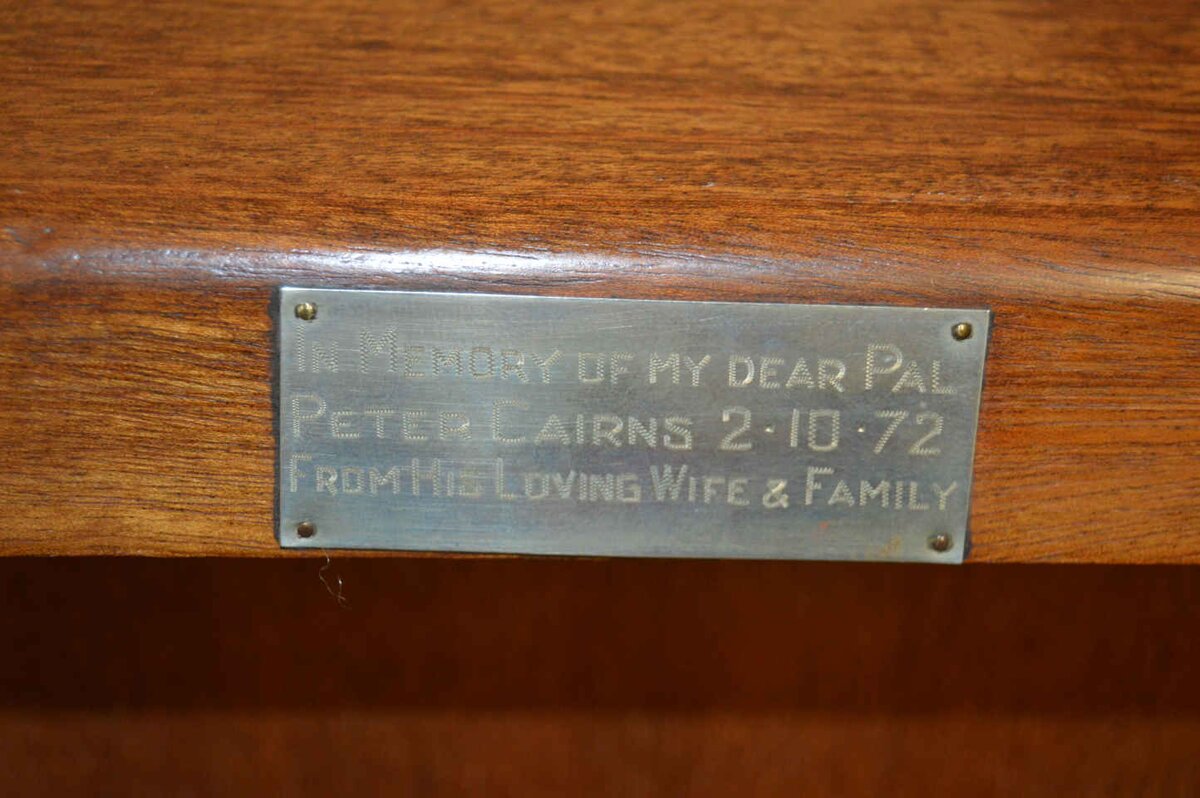 In Memory of my dear Pal
Peter Cairns 2·10·72
From His Loving Wife & Family